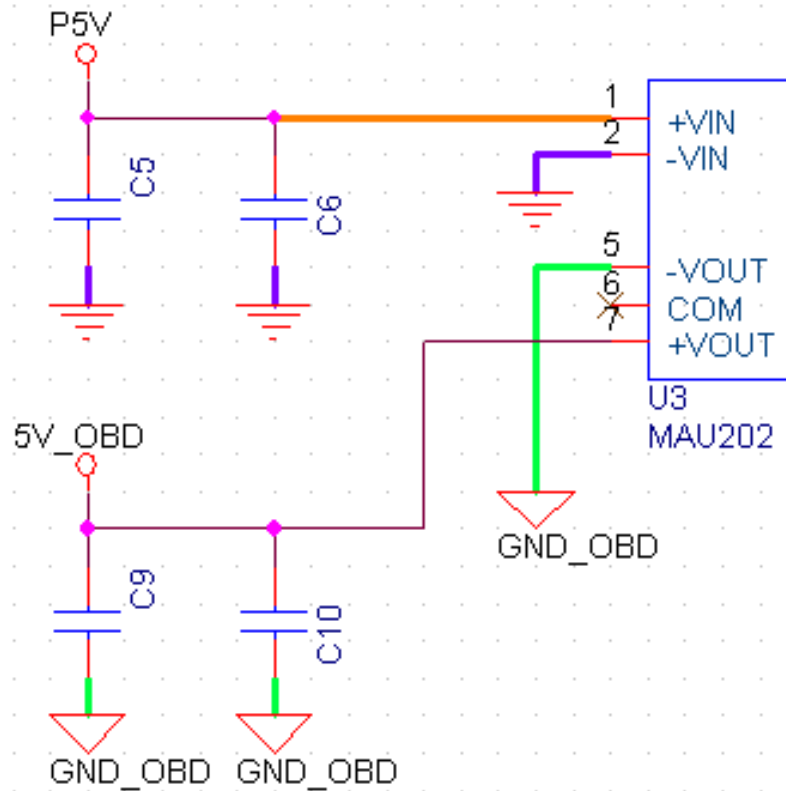 P5V
C5
C6
1
+VIN
2
-VIN
5
-VOUT
6
COM
7
+VOUT
U3
MAU202
5V_OBD
GND_OBD
C9
C10
GND_OBD
GND_OBD